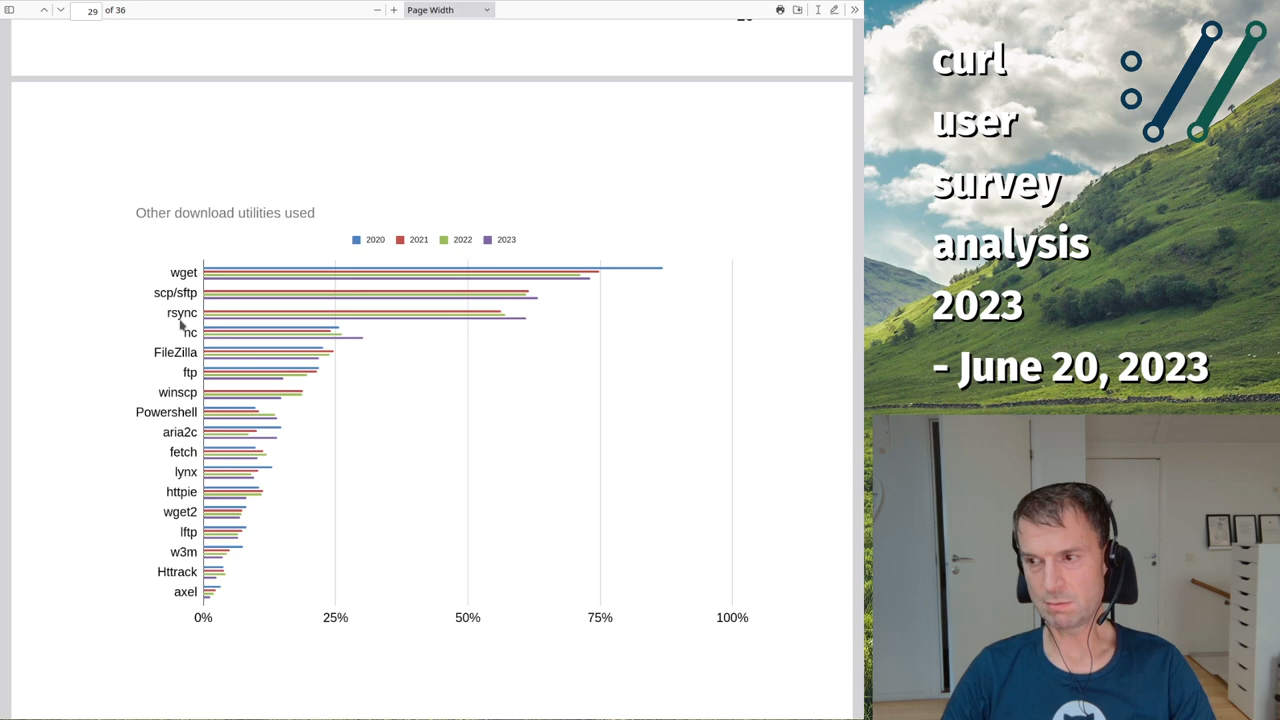 29 of 36
Page Width
Other download utilities used
2020 2021 2022 2023
wget
scp/sftp
rsync
nc
FileZilla
ftp
winscp
Powershell
aria2c
fetch
lynx
httpie
wget2
lftp
w3m
Httrack
axel
0% 25% 50% 75% 100%
curl
user
survey
analysis
2023
- June 20, 2023